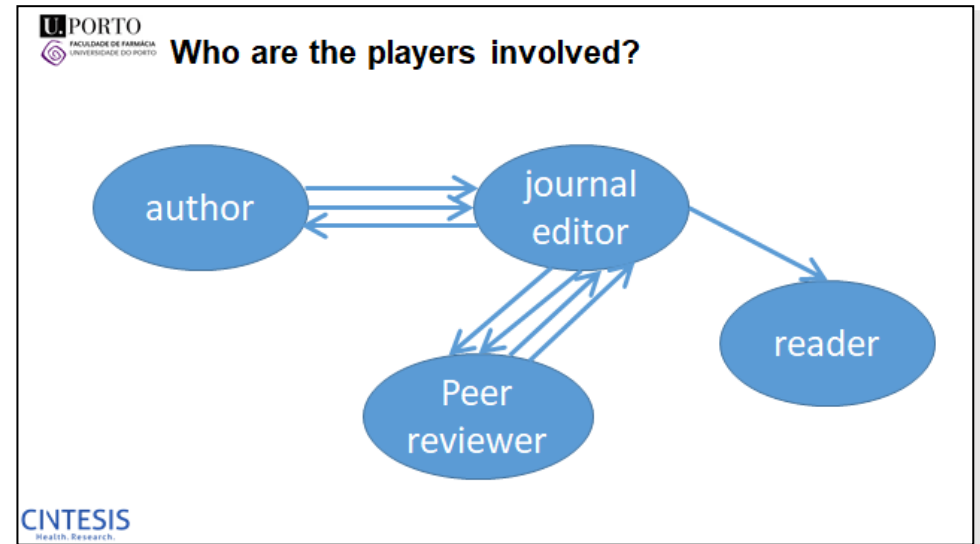 U. PORTO
FACULDADE DE FARMÁCIA
UNIVERSIDADE DO PORTO
Who are the players involved?
author
journal
editor
reader
Peer
reviewer
CINTESIS
Health. Research.